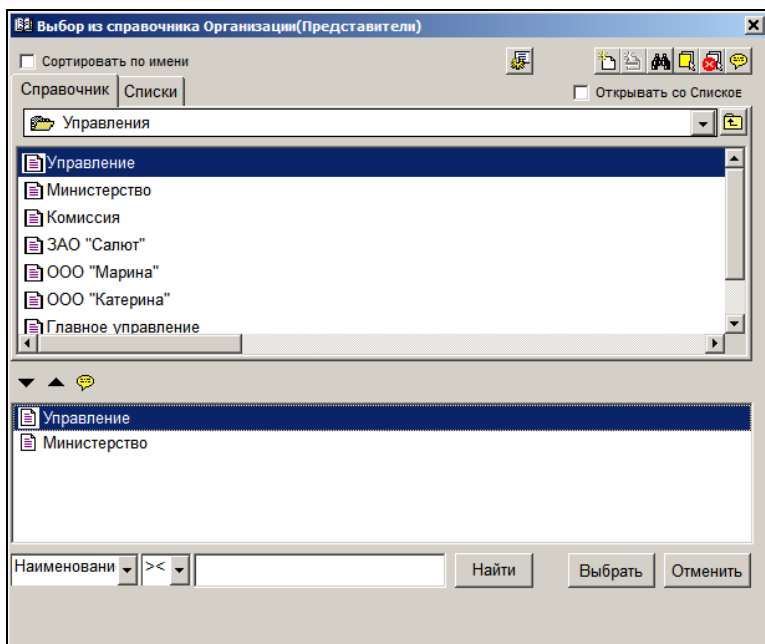 Выбор из справочника Организации(Представители)
Сортировать по имени
Справочник Списки
Открывать со Списков
Управления
Управление
Министерство
Комиссия
ЗАО "Салют"
ООО "Марина"
ООО "Катерина"
Главное управление
Управление
Министерство
Наименовани >< Найти Выбрать Отменить